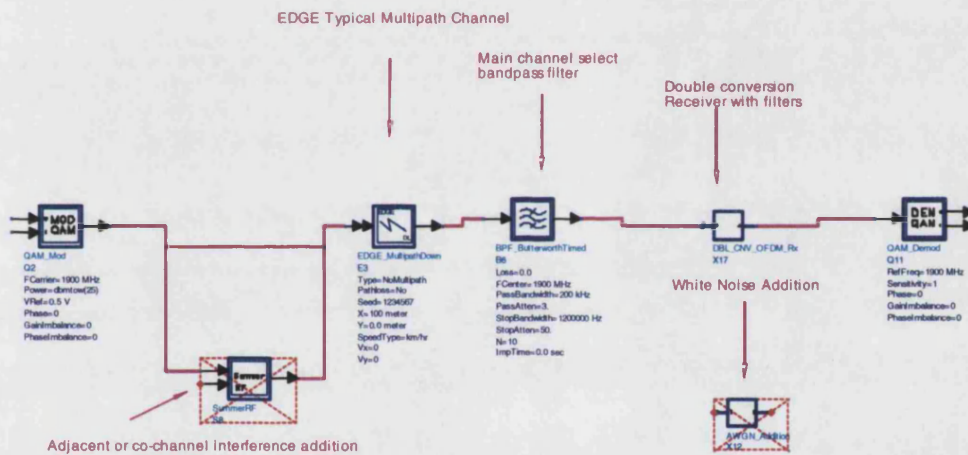 EDGE Typical Multipath Channel
Main channel select
bandpass filter
Double conversion
Receiver with filters
MOD
QAM
QAM_Mod
Q2
FCarrier=1900 MHz
Power=dbmtow(25)
VRef=0.5 V
Phase=0
GainImbalance=0
PhaseImbalance=0
EDGE_MultipathDown
E3
Type=NoMultipath
Pathloss=No
Seed=1234567
X=100 meter
Y=0.0 meter
SpeedType=km/hr
Vx=0
Vy=0
BPF_ButterworthTimed
B6
Loss=0.0
FCenter=1900 MHz
PassBandwidth=200 kHz
PassAtten=3.
StopBandwidth=1200000 Hz
StopAtten=50.
N=10
ImpTime=0.0 sec
DBL_CNV_OFDM_Rx
X17
QAM_Demod
Q11
RefFreq=1900 MHz
Sensitivity=1
Phase=0
GainImbalance=0
PhaseImbalance=0
White Noise Addition
SummerRF
Adjacent or co-channel interference addition
AWGN_Addition
X12